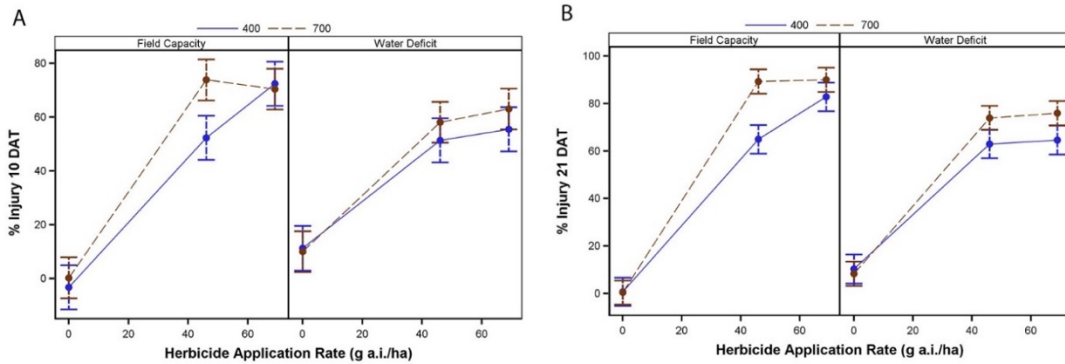 A
400 700
Field Capacity Water Deficit
% Injury 10 DAT
80
60
40
20
0
0 20 40 60 0 20 40 60
Herbicide Application Rate (g a.i./ha)
B
400 700
Field Capacity Water Deficit
% Injury 21 DAT
100
80
60
40
20
0
0 20 40 60 0 20 40 60
Herbicide Application Rate (g a.i./ha)